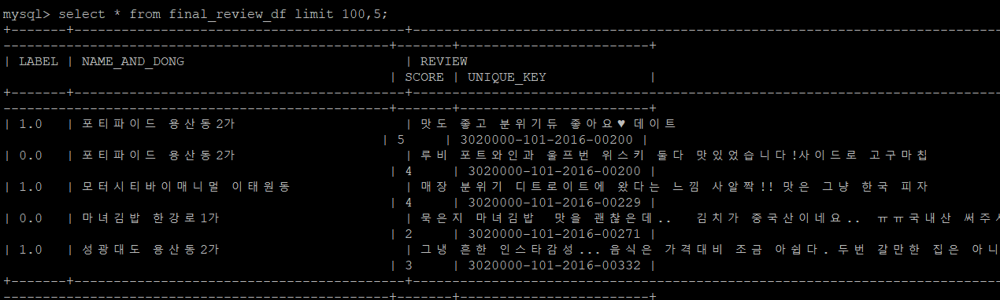 mysql> select * from final_review_df limit 100,5;
| LABEL | NAME_AND_DONG | REVIEW
| SCORE | UNIQUE_KEY |
| 1.0 | 포티파이드 용산동2가 | 맛도 좋고 분위기듀 좋아요♥ 데이트
| 5 | 3020000-101-2016-00200 |
| 0.0 | 포티파이드 용산동2가 | 루비 포트와인과 울프번 위스키 둘다 맛있었습니다!사이드로 고구마칩
| 4 | 3020000-101-2016-00200 |
| 1.0 | 모터시티바이매니멀 이태원동 | 매장 분위기 디트로이트에 왔다는 느낌 사알짝!! 맛은 그냥 한국 피자
| 4 | 3020000-101-2016-00229 |
| 0.0 | 마녀김밥 한강로1가 | 묵은지 마녀김밥 맛을 괜찮은데.. 김치가 중국산이네요.. ㅠㅠ국내산 써주
| 2 | 3020000-101-2016-00271 |
| 1.0 | 성광대도 용산동2가 | 그냥 흔한 인스타감성... 음식은 가격대비 조금 아쉽다. 두번 갈만한 집은 아니
| 3 | 3020000-101-2016-00332 |